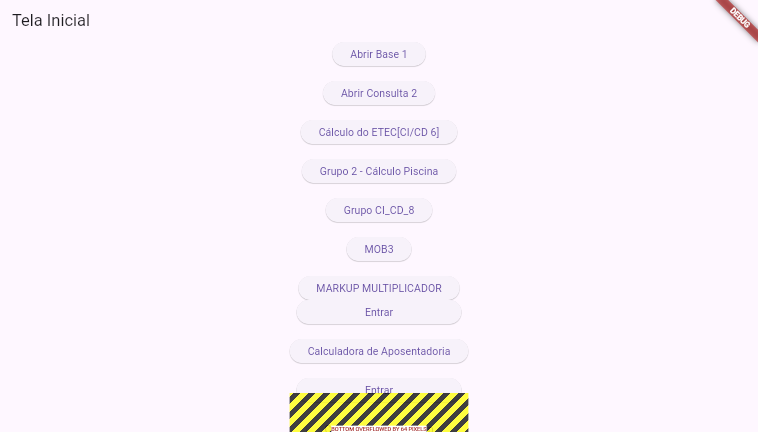 Tela Inicial
DEBUG
Abrir Base 1
Abrir Consulta 2
Cálculo do ETEC[CI/CD 6]
Grupo 2 - Cálculo Piscina
Grupo CI_CD_8
MOB3
MARKUP MULTIPLICADOR
Entrar
Calculadora de Aposentadoria
Entrar
BOTTOM OVERFLOWED BY 64 PIXELS